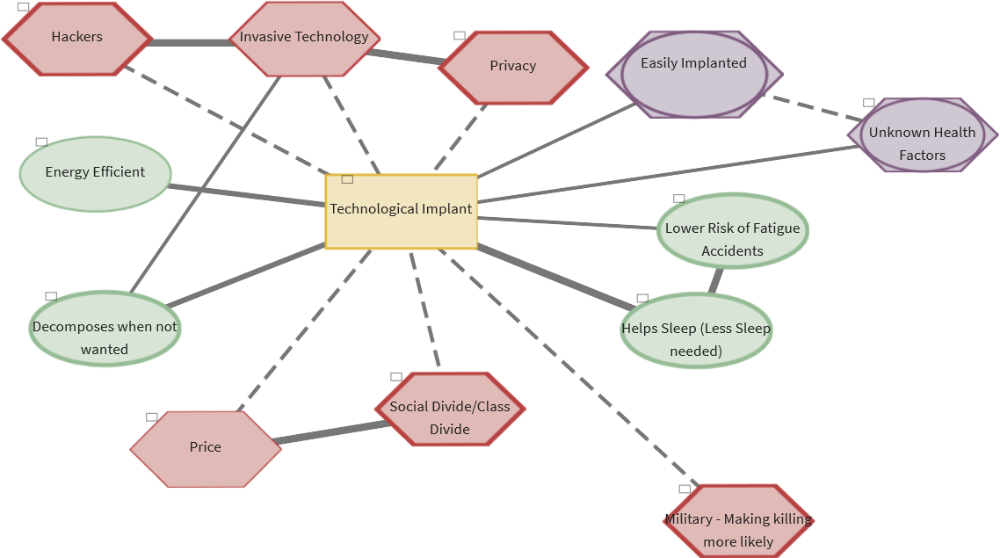 Hackers
Invasive Technology
Privacy
Easily Implanted
Unknown Health
Factors
Energy Efficient
Technological Implant
Lower Risk of Fatigue
Accidents
Decomposes when not
wanted
Helps Sleep (Less Sleep
needed)
Social Divide/Class
Divide
Price
Military - Making killing
more likely